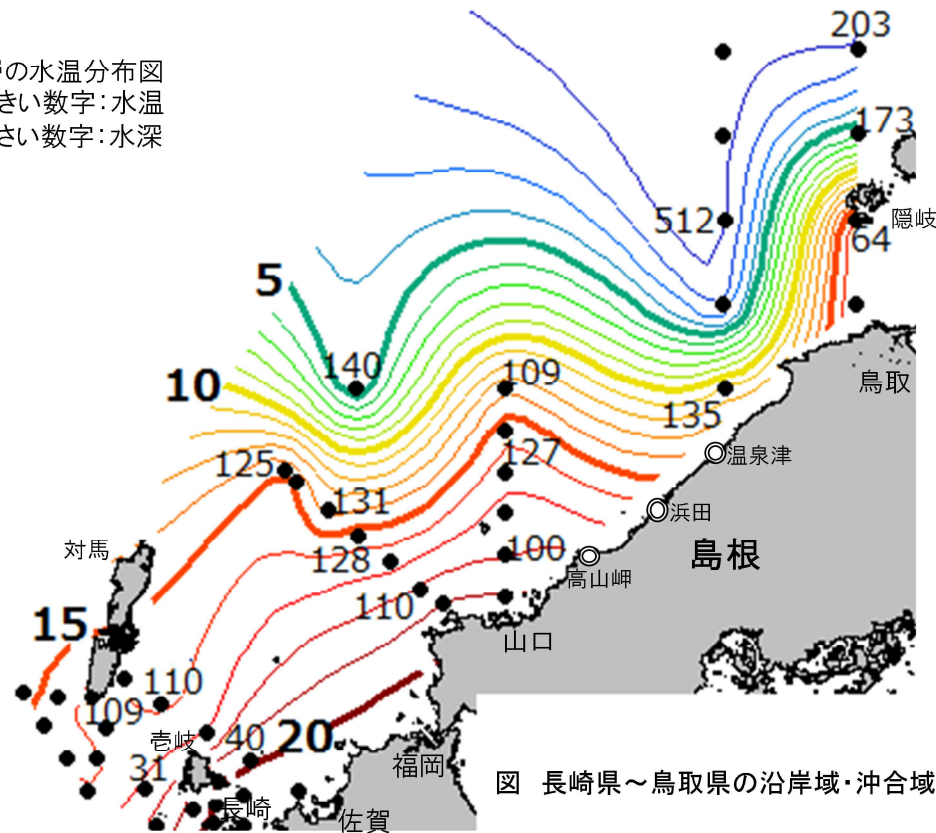 の水温分布図
きい数字：水温
さい数字：水深
203
173
512
隠岐
64
5
140
109
10
鳥取
135
125
127
温泉津
131
浜田
対馬
128
100
島根
高山岬
110
15
山口
110
109
壱岐
40
20
31
福岡
図　長崎県～鳥取県の沿岸域・沖合域
長崎
佐賀